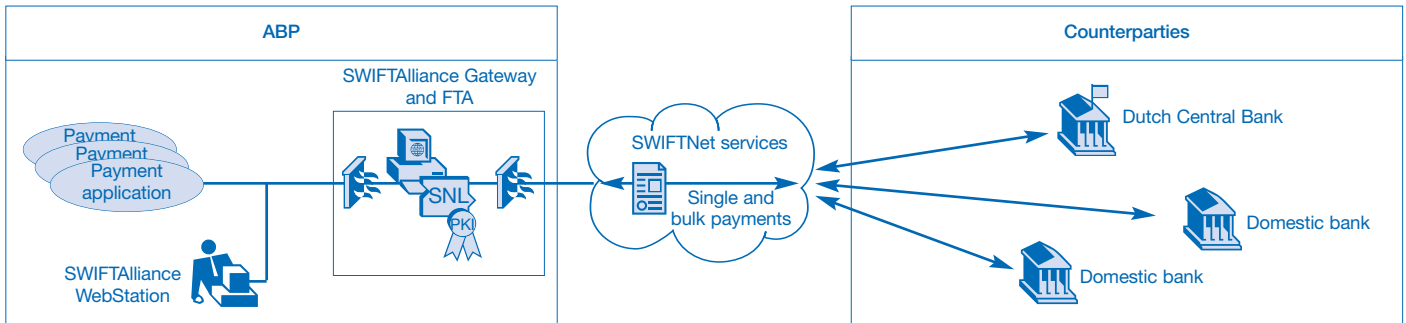 ABP
Counterparties
SWIFTAlliance Gateway
and FTA
Payment
Payment
Payment
application
SNL
PKI
SWIFTAlliance
WebStation
SWIFTNet services
Single and
bulk payments
Dutch Central Bank
Domestic bank
Domestic bank